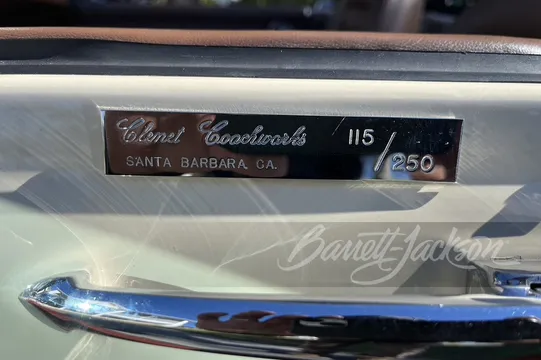 Clenet Coachworks 115/250
SANTA BARBARA, CA.
Barrett-Jackson